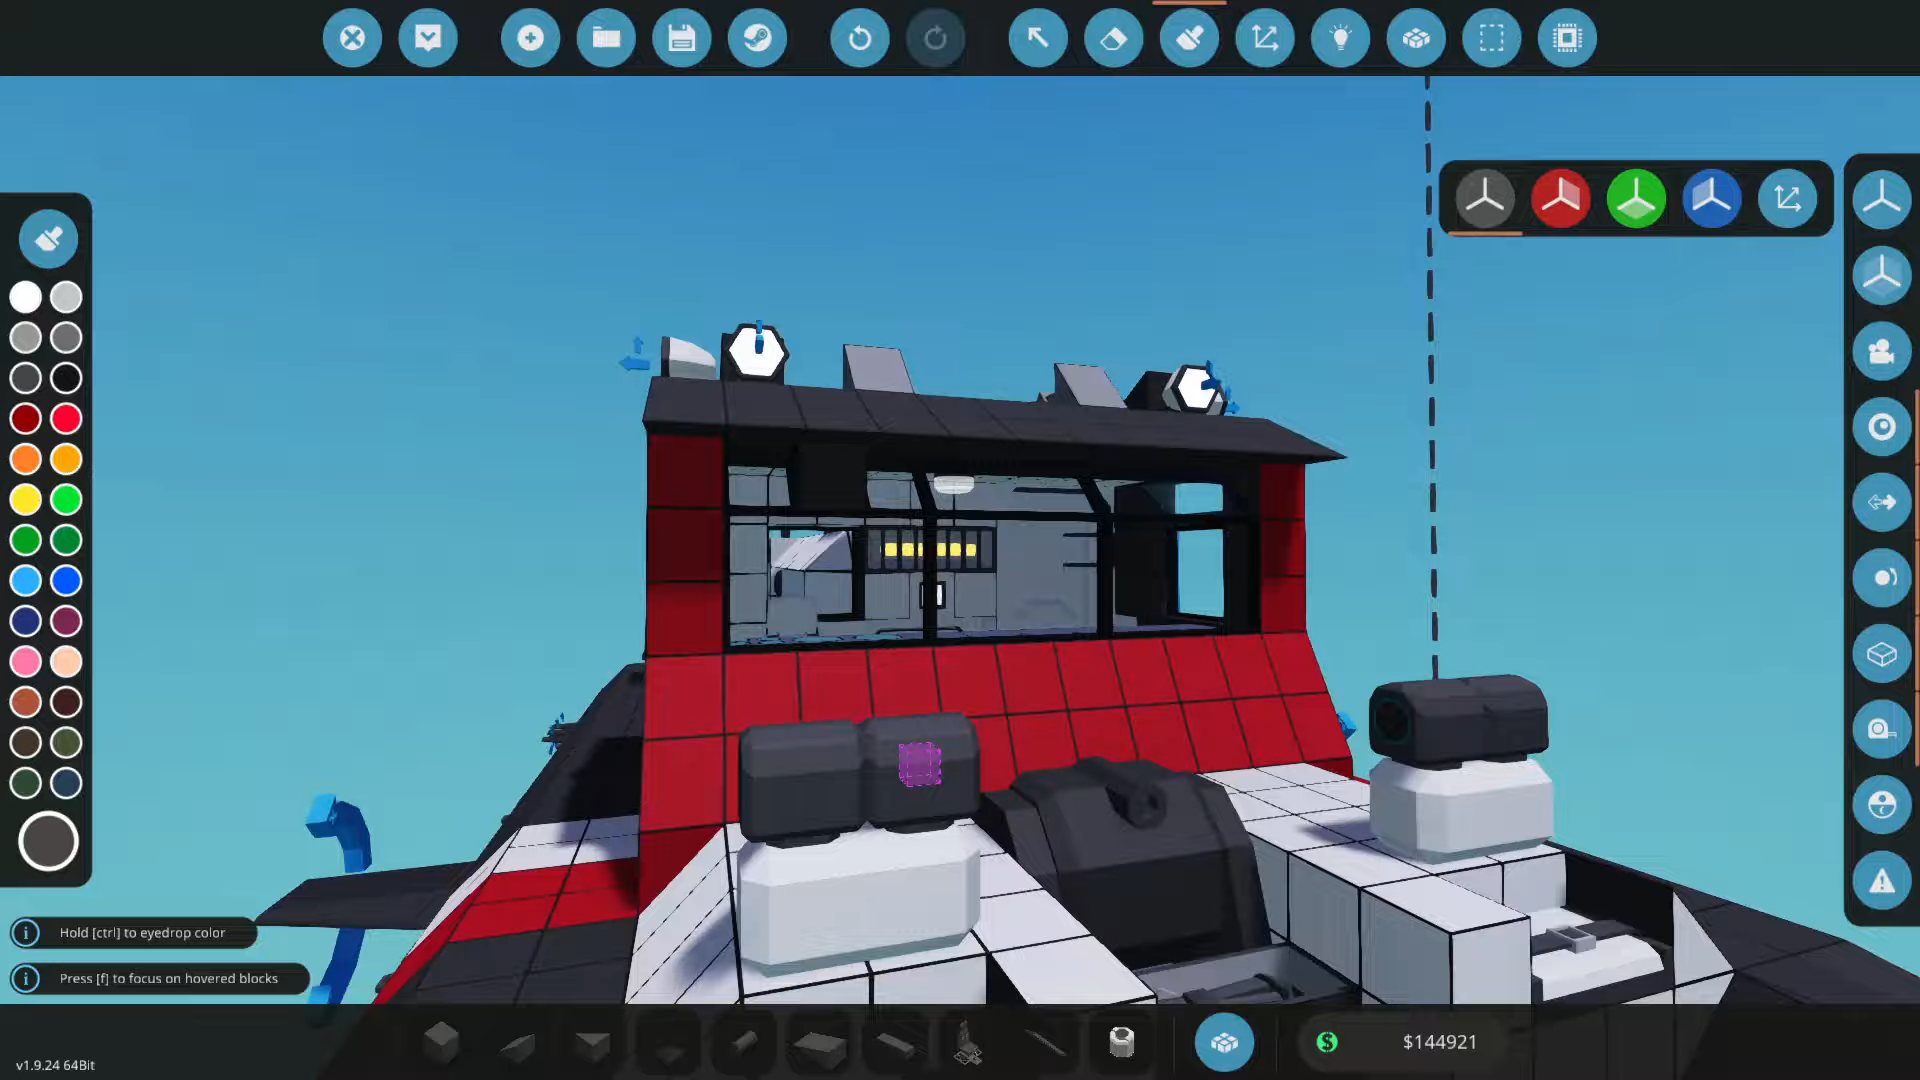 Hold [ctrl] to eyedrop color
Press [f] to focus on hovered blocks
$144921
v1.9.24 64Bit